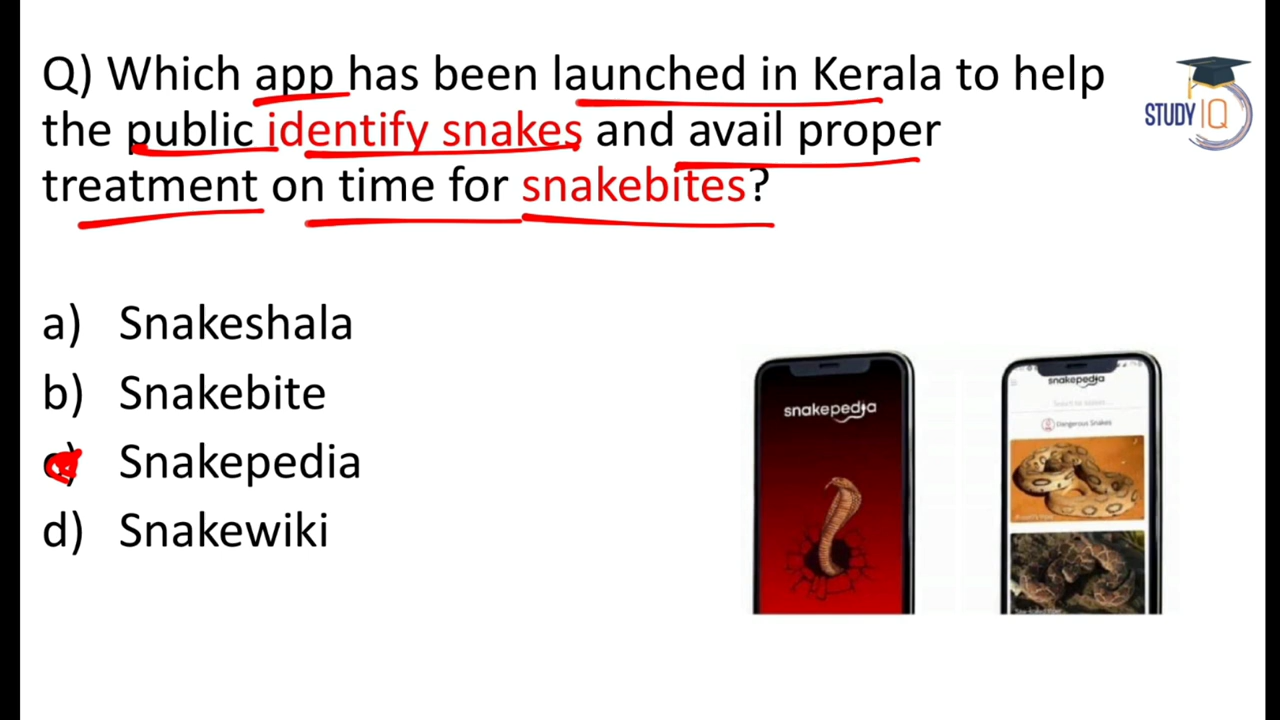 Q) Which app has been launched in Kerala to help
the public identify snakes and avail proper
treatment on time for snakebites?
STUDY IQ
a) Snakeshala
b) Snakebite
c) Snakepedia
d) Snakewiki
snakepedia
snakepedia
Dangerous Snakes